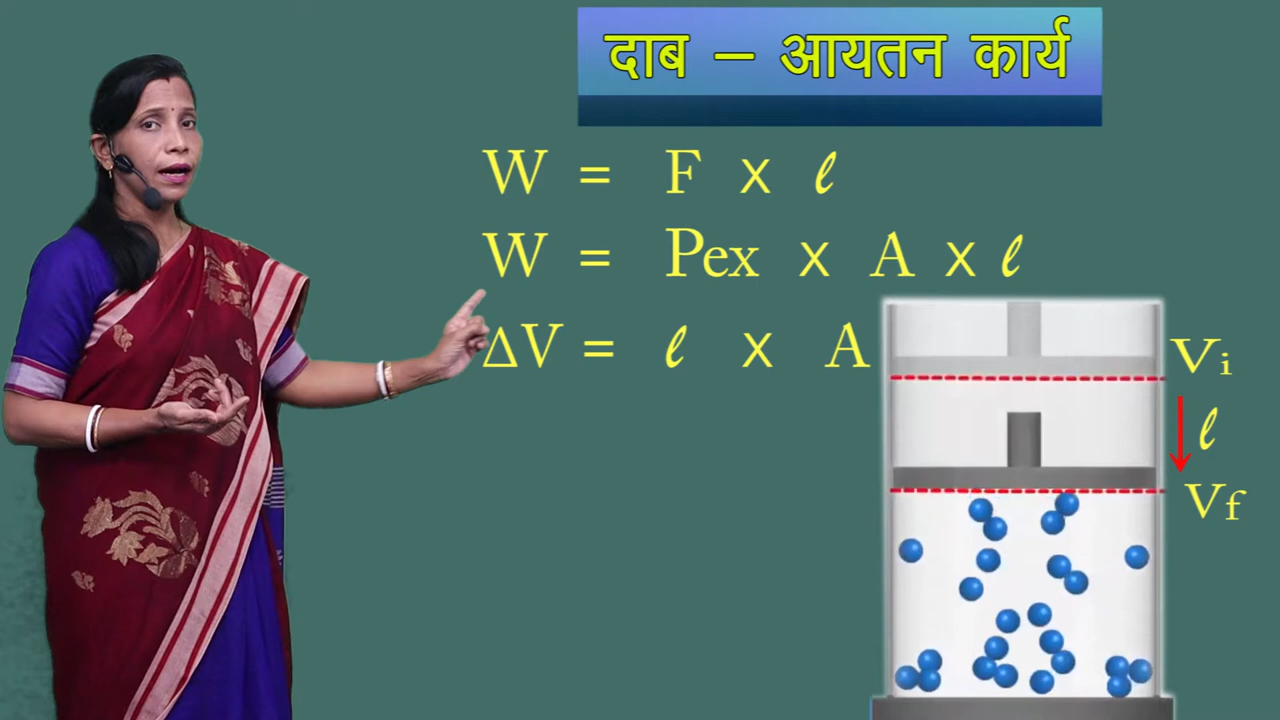 दाब – आयतन कार्य
W = F x ℓ
W = Pex x A x ℓ
ΔV = ℓ x A
Vi
ℓ
Vf